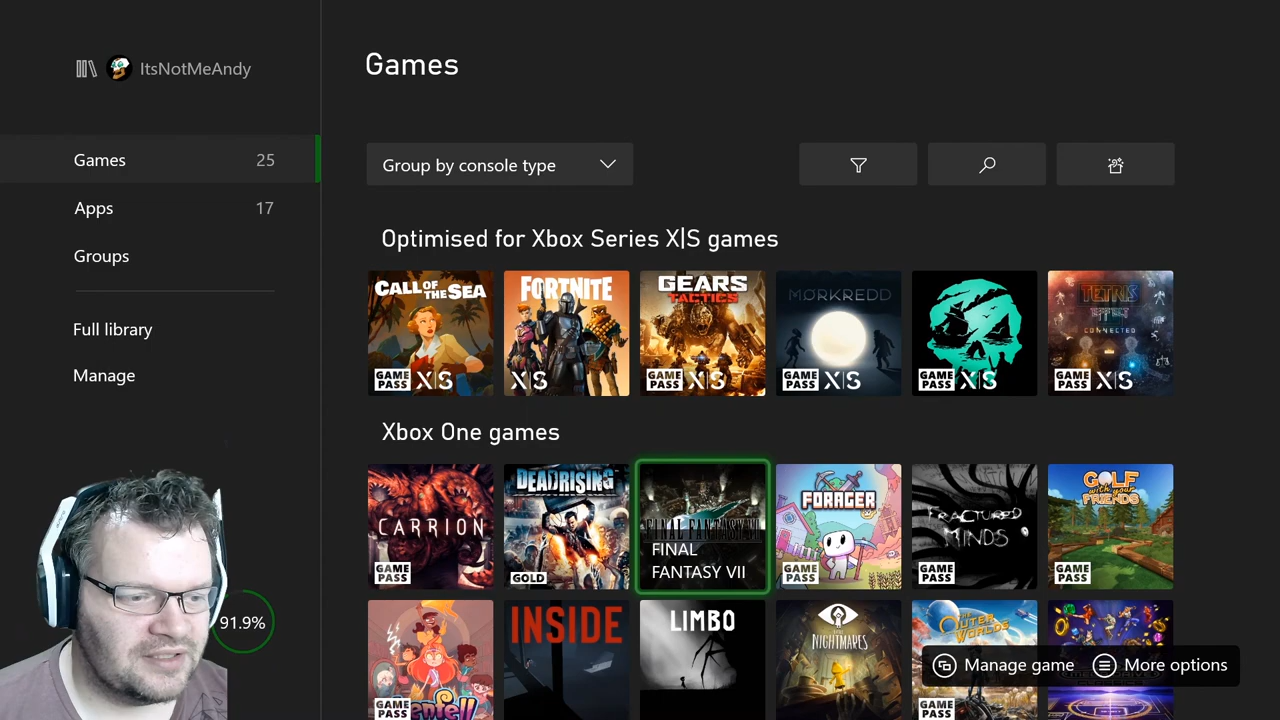 ItsNotMeAndy
Games
Games 25
Apps 17
Groups
Full library
Manage
91.9%
Group by console type
Optimised for Xbox Series X|S games
CALL OF THE SEA
GAME PASS X|S
FORTNITE
X|S
GEARS
TACTICS
GAME PASS X|S
MORKREDD
GAME PASS X|S
GAME PASS X|S
TETRIS
EFFECT
CONNECTED
GAME PASS X|S
Xbox One games
CARRION
GAME PASS
DEADRISING
GOLD
FINAL FANTASY VII
FINAL
FANTASY VII
FORAGER
GAME PASS
FRACTURED
MINDS
GAME PASS
GOLF
with your
FRIENDS
GAME PASS
GAME PASS
INSIDE
LIMBO
NIGHTMARES
OUTER
WORLDS
GAME PASS
Manage game
More options